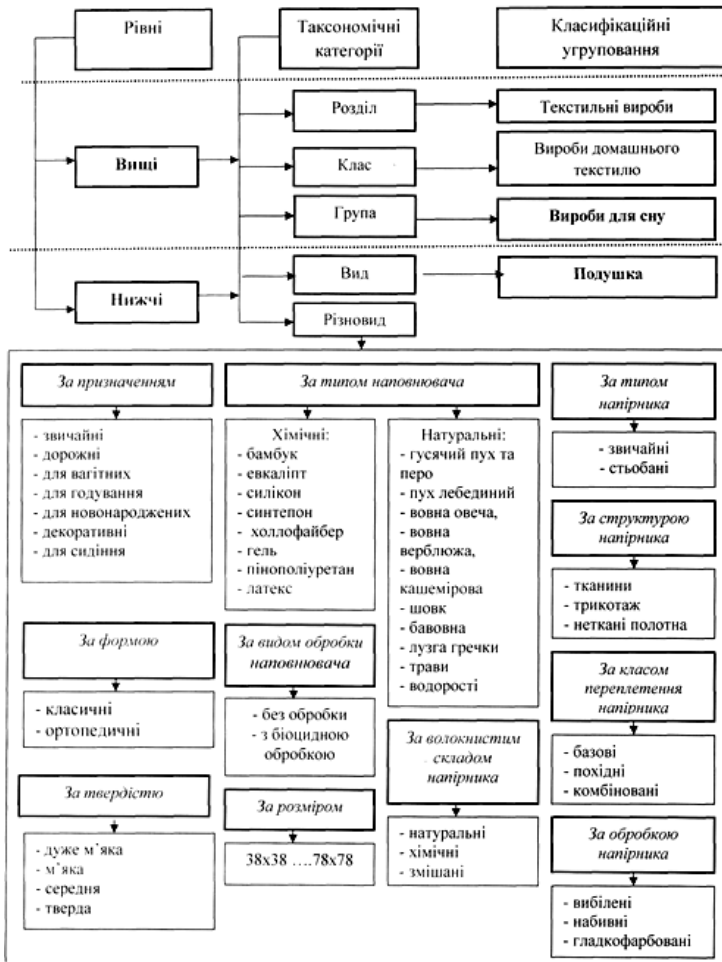 Рівні
Таксономічні
категорії
Класифікаційні
угруповання
Розділ
Текстильні вироби
Вищі
Клас
Вироби домашнього
текстилю
Група
Вироби для сну
Нижчі
Вид
Подушка
Різновид
За призначенням
- звичайні
- дорожні
- для вагітних
- для годування
- для новонароджених
- декоративні
- для сидіння
За формою
- класичні
- ортопедичні
За твердістю
- дуже м`яка
- м`яка
- середня
- тверда
За типом наповнювача
Хімічні:
- бамбук
- евкаліпт
- силікон
- синтепон
- холлофайбер
- гель
- пінополіуретан
- латекс
За видом обробки
наповнювача
- без обробки
- з біоцидною
обробкою
За розміром
38х38 ....78х78
Натуральні:
- гусячий пух та
перо
- пух лебединий
- вовна овеча,
- вовна
верблюжа,
- вовна
кашемірова
- шовк
- бавовна
- лузга гречки
- трави
- водорості
За волокнистим
складом
напірника
- натуральні
- хімічні
- змішані
За типом
напірника
- звичайні
- стьобані
За структурою
напірника
- тканини
- трикотаж
- неткані полотна
За класом
переплетення
напірника
- базові
- похідні
- комбіновані
За обробкою
напірника
- вибілені
- набивні
- гладкофарбовані